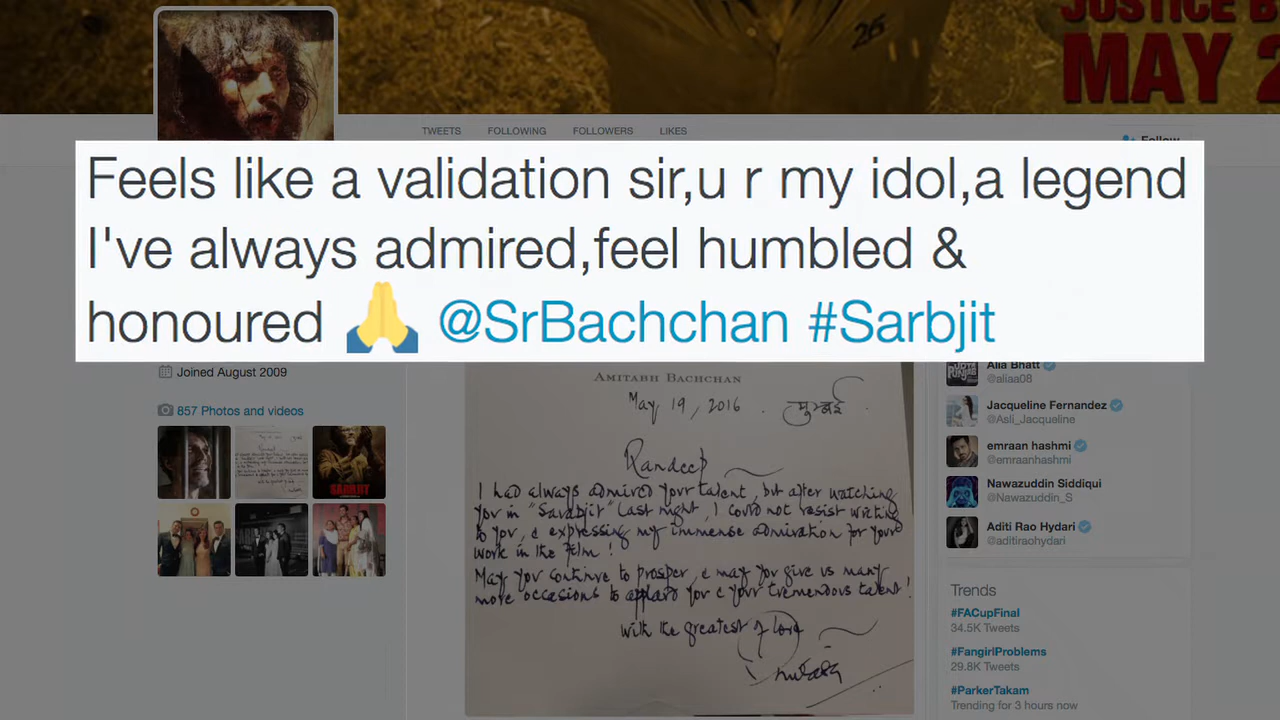 JUSTICE B
MAY 2
26
TWEETS FOLLOWING FOLLOWERS LIKES
Follow
Feels like a validation sir,u r my idol,a legend
I've always admired,feel humbled &
honoured 🙏 @SrBachchan #Sarbjit
Joined August 2009
857 Photos and videos
SARBJIT
AMITABH BACHCHAN
May 19, 2016 . मुम्बई .
Randeep
I had always admired your talent, but after watching
you in "Sarabjit" last night, I could not resist writing
to you, & expressing my immense admiration for your
work in the film !
May you continue to prosper, & may you give us many
more occasions to applaud you & your tremendous talent !
With the greatest of love
Alia Bhatt
@aliaa08
Jacqueline Fernandez
@Asli_Jacqueline
emraan hashmi
@emraanhashmi
Nawazuddin Siddiqui
@Nawazuddin_S
Aditi Rao Hydari
@aditiraohydari
Trends
#FACupFinal
34.5K Tweets
#FangirlProblems
29.8K Tweets
#ParkerTakam
Trending for 3 hours now